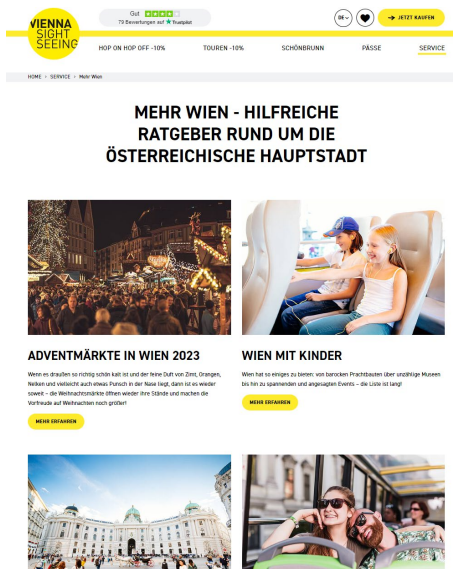 VIENNA
SIGHT
SEEING
Gut
79 Bewertungen auf Trustpilot
DE
JETZT KAUFEN
HOP ON HOP OFF -10%
TOUREN -10%
SCHÖNBRUNN
PÄSSE
SERVICE
HOME > SERVICE > Mehr Wien
MEHR WIEN - HILFREICHE
RATGEBER RUND UM DIE
ÖSTERREICHISCHE HAUPTSTADT
ADVENTMÄRKTE IN WIEN 2023
Wenn es draußen so richtig schön kalt ist und der feine Duft von Zimt, Orangen,
Nelken und vielleicht auch etwas Punsch in der Nase liegt, dann ist es wieder
soweit – die Weihnachtsmärkte öffnen wieder ihre Stände und machen die
Vorfreude auf Weihnachten noch größer!
MEHR ERFAHREN
WIEN MIT KINDER
Wien hat so einiges zu bieten: von barocken Prachtbauten über unzählige Museen
bis hin zu spannenden und angesagten Events – die Liste ist lang!
MEHR ERFAHREN